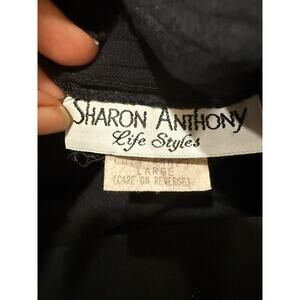 SHARON ANTHONY
Life Styles
LARGE
(CARE ON REVERSE)